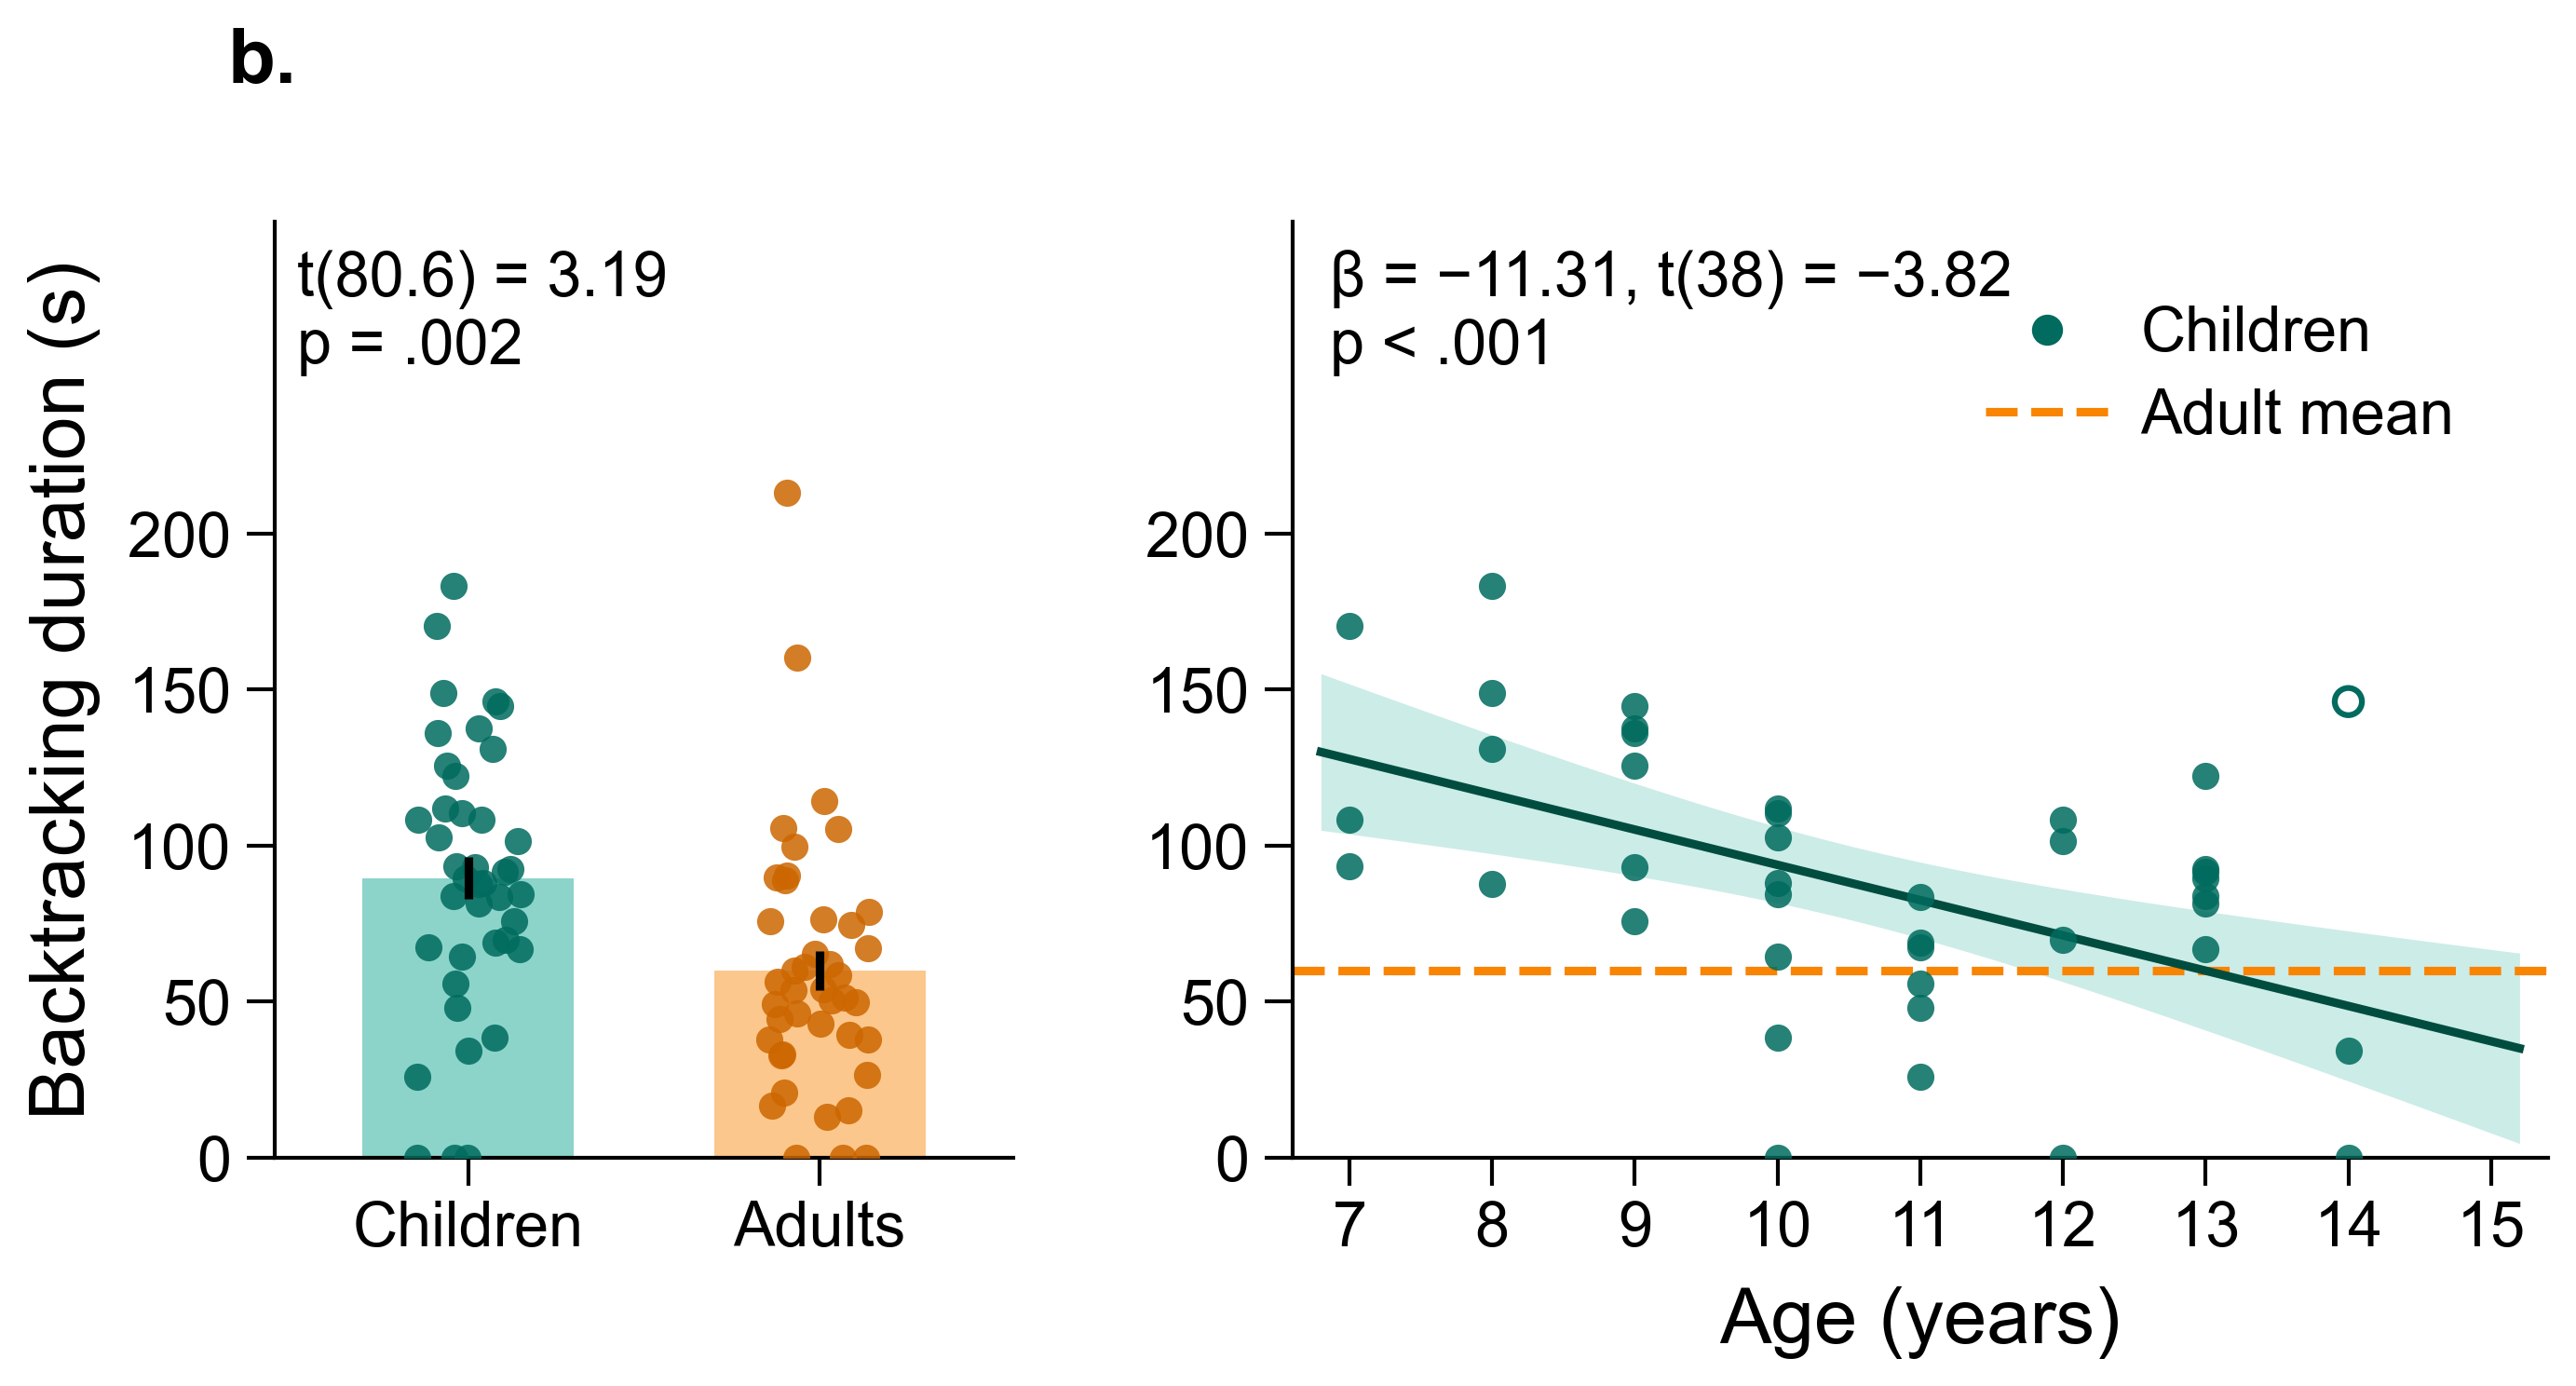 b.
Backtracking duration (s)
t(80.6) = 3.19
p = .002
200
150
100
50
0
Children
Adults
β = −11.31, t(38) = −3.82
p < .001
Children
Adult mean
200
150
100
50
0
7 8 9 10 11 12 13 14 15
Age (years)